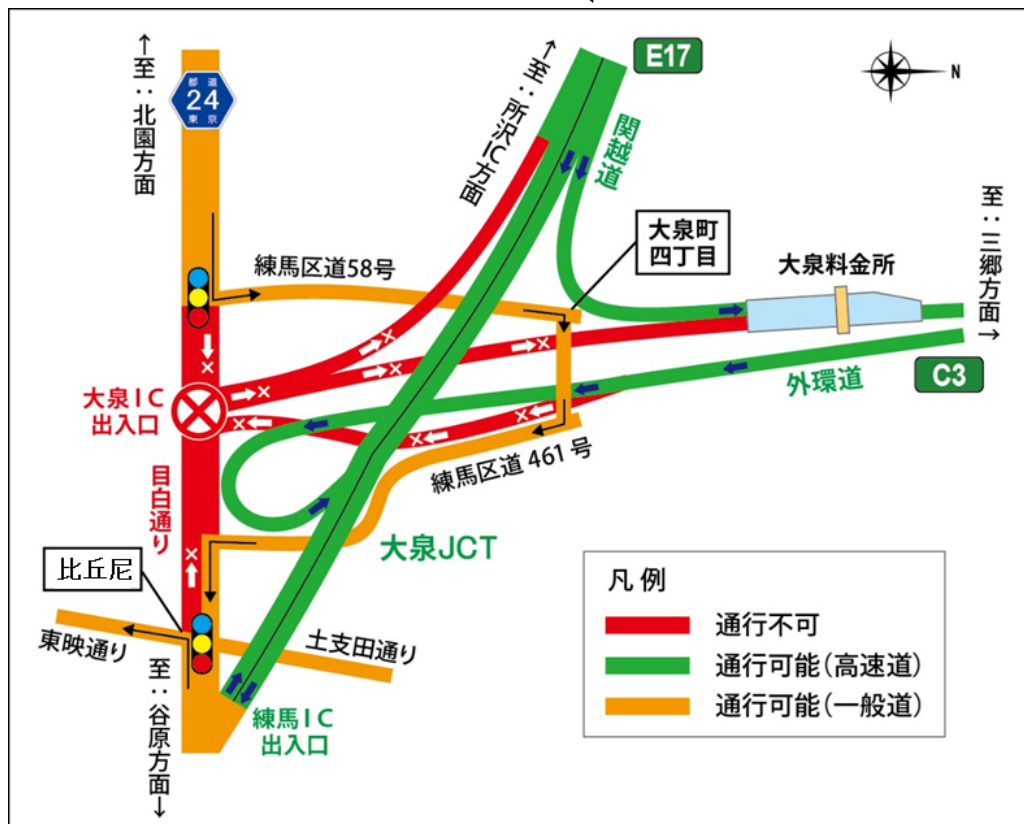 ↑至：北園方面
都道
24
東京
↑至：所沢IC方面
E17
関越道
N
至：三郷方面→
大泉町
四丁目
大泉料金所
練馬区道58号
大泉IC
出入口
外環道
C3
練馬区道 461 号
目白通り
大泉JCT
比丘尼
東映通り
土支田通り
至：谷原方面→
練馬IC
出入口
凡 例
通行不可
通行可能(高速道)
通行可能(一般道)